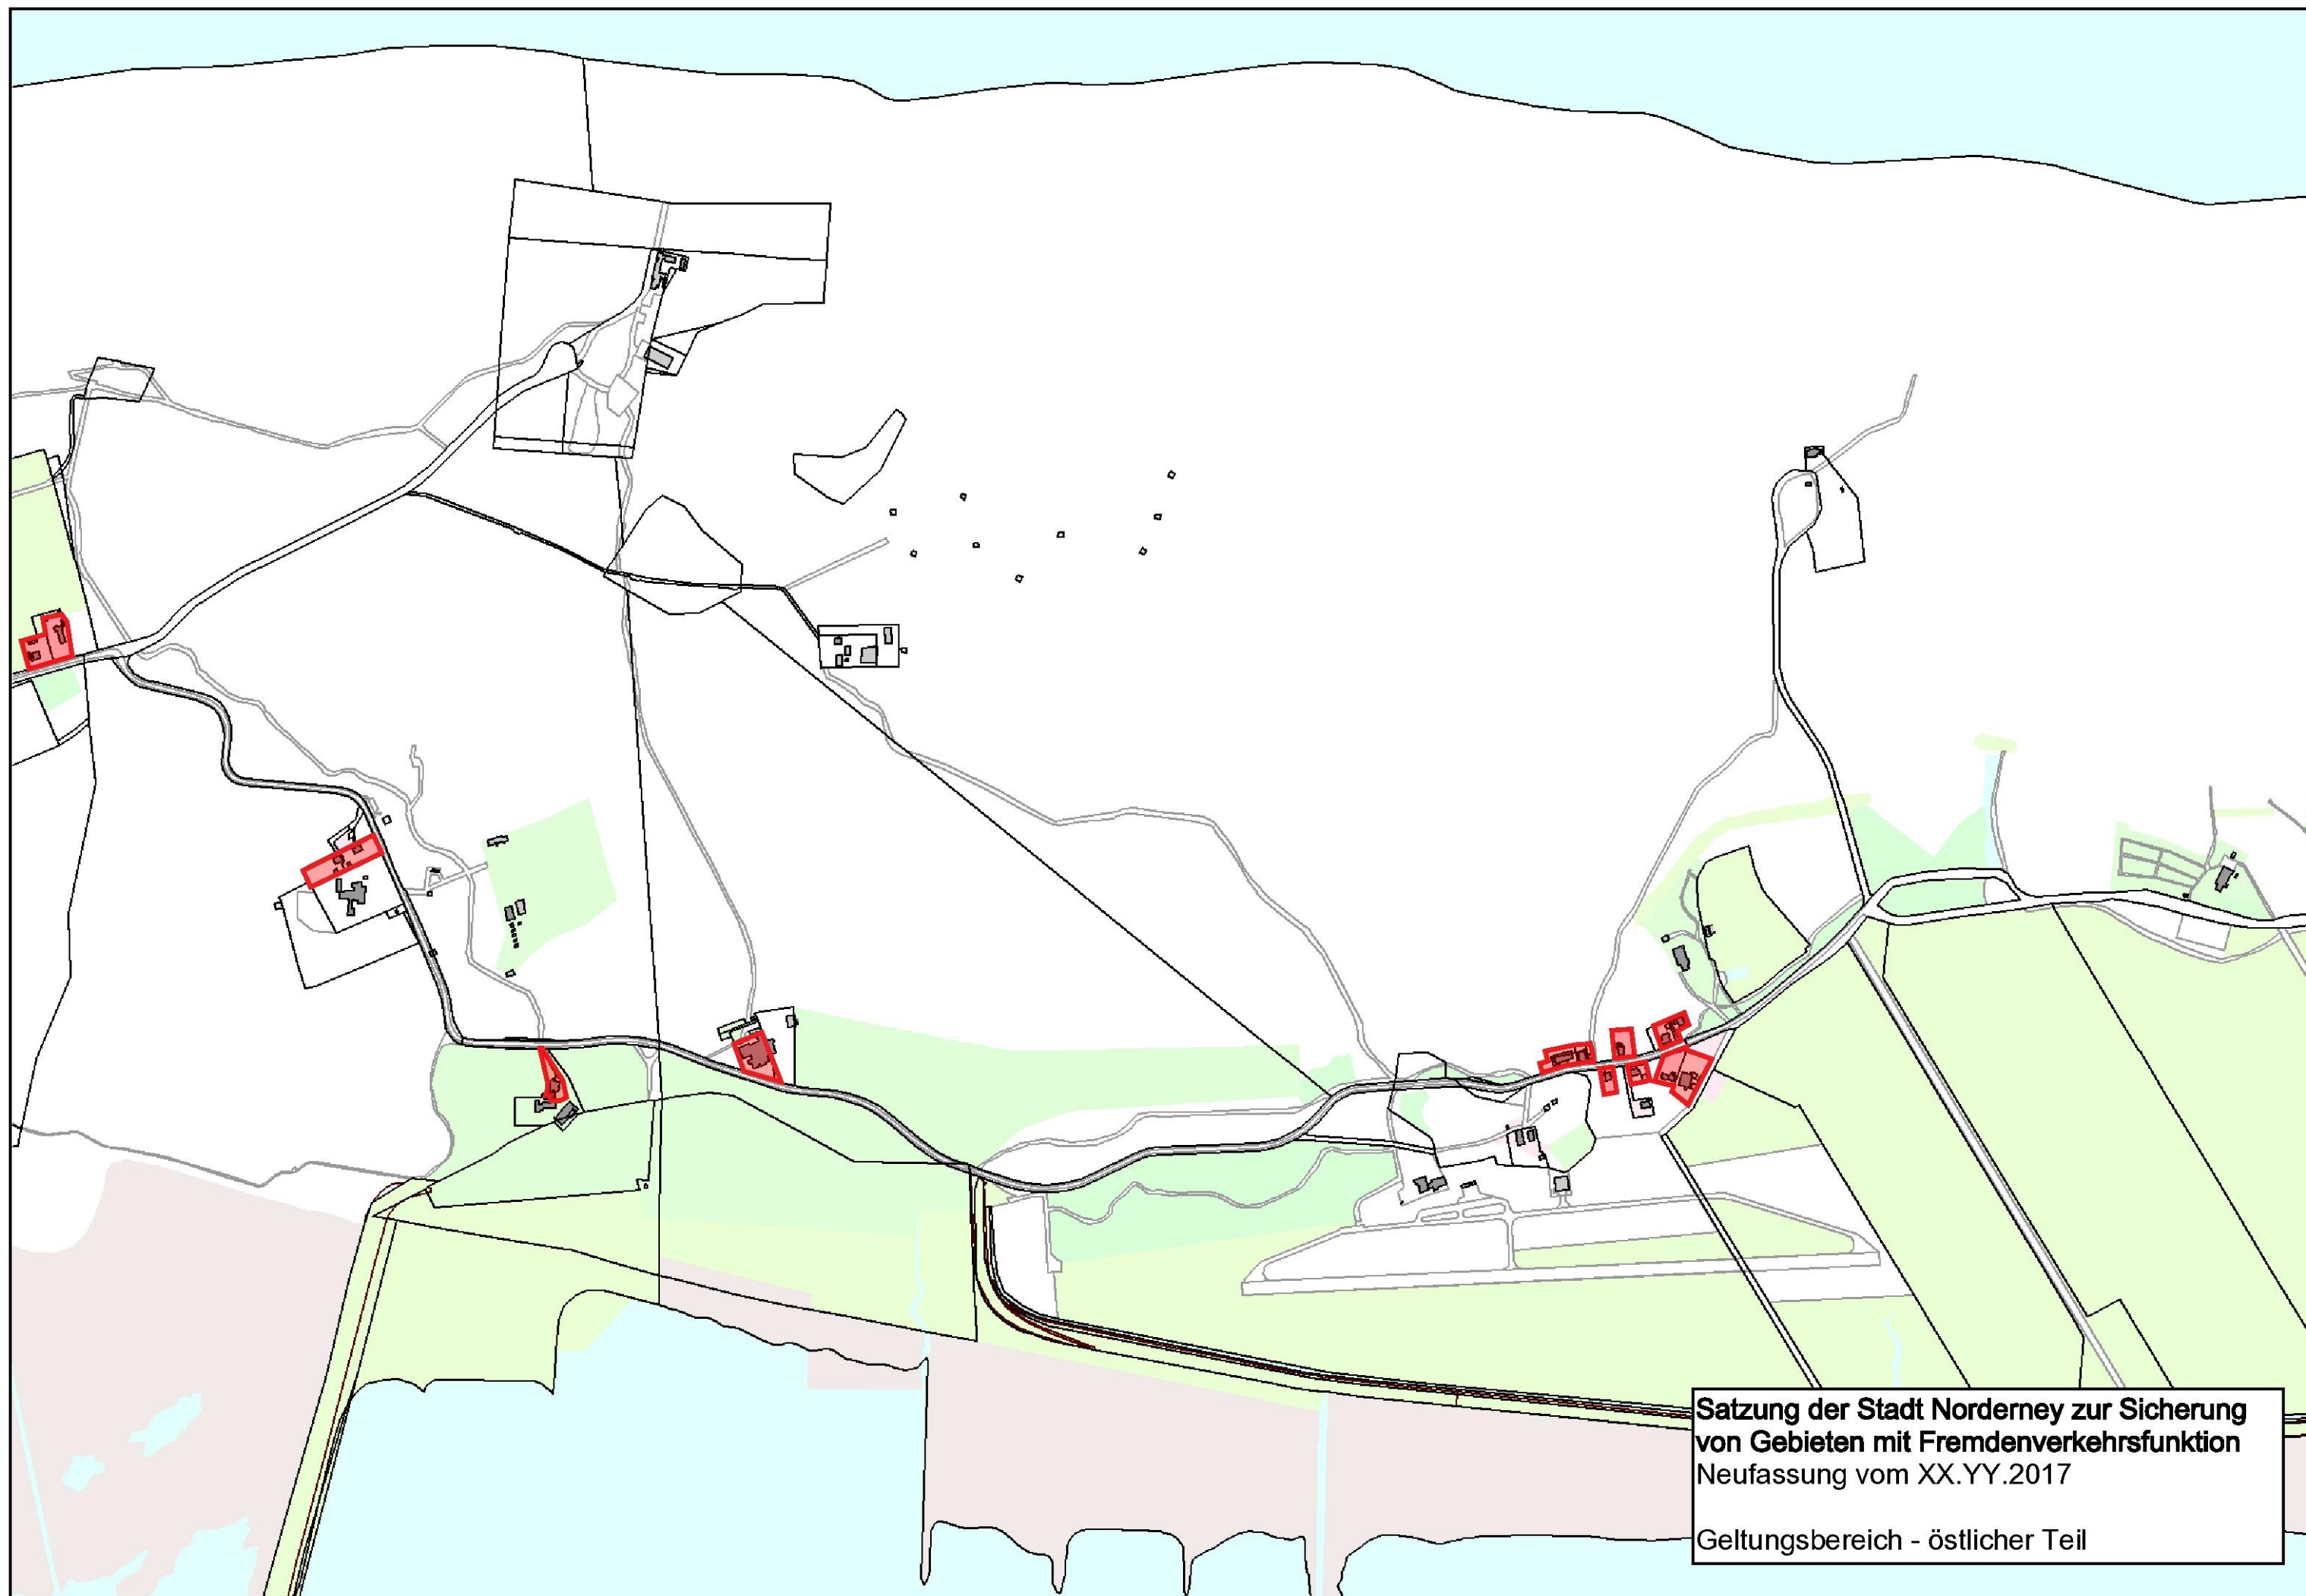 Satzung der Stadt Norderney zur Sicherung
von Gebieten mit Fremdenverkehrsfunktion
Neufassung vom XX.YY.2017
Geltungsbereich - östlicher Teil